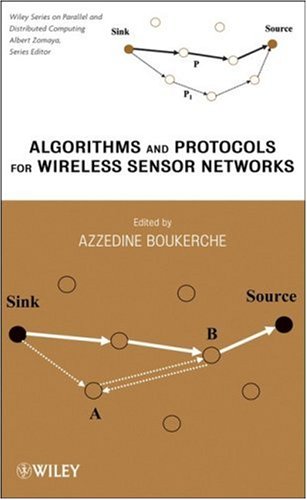 Wiley Series on Parallel and
Distributed Computing
Albert Zomaya,
Series Editor
Sink
Source
P
P1
ALGORITHMS AND PROTOCOLS
FOR WIRELESS SENSOR NETWORKS
Edited by
AZZEDINE BOUKERCHE
Sink
Source
B
A
WILEY